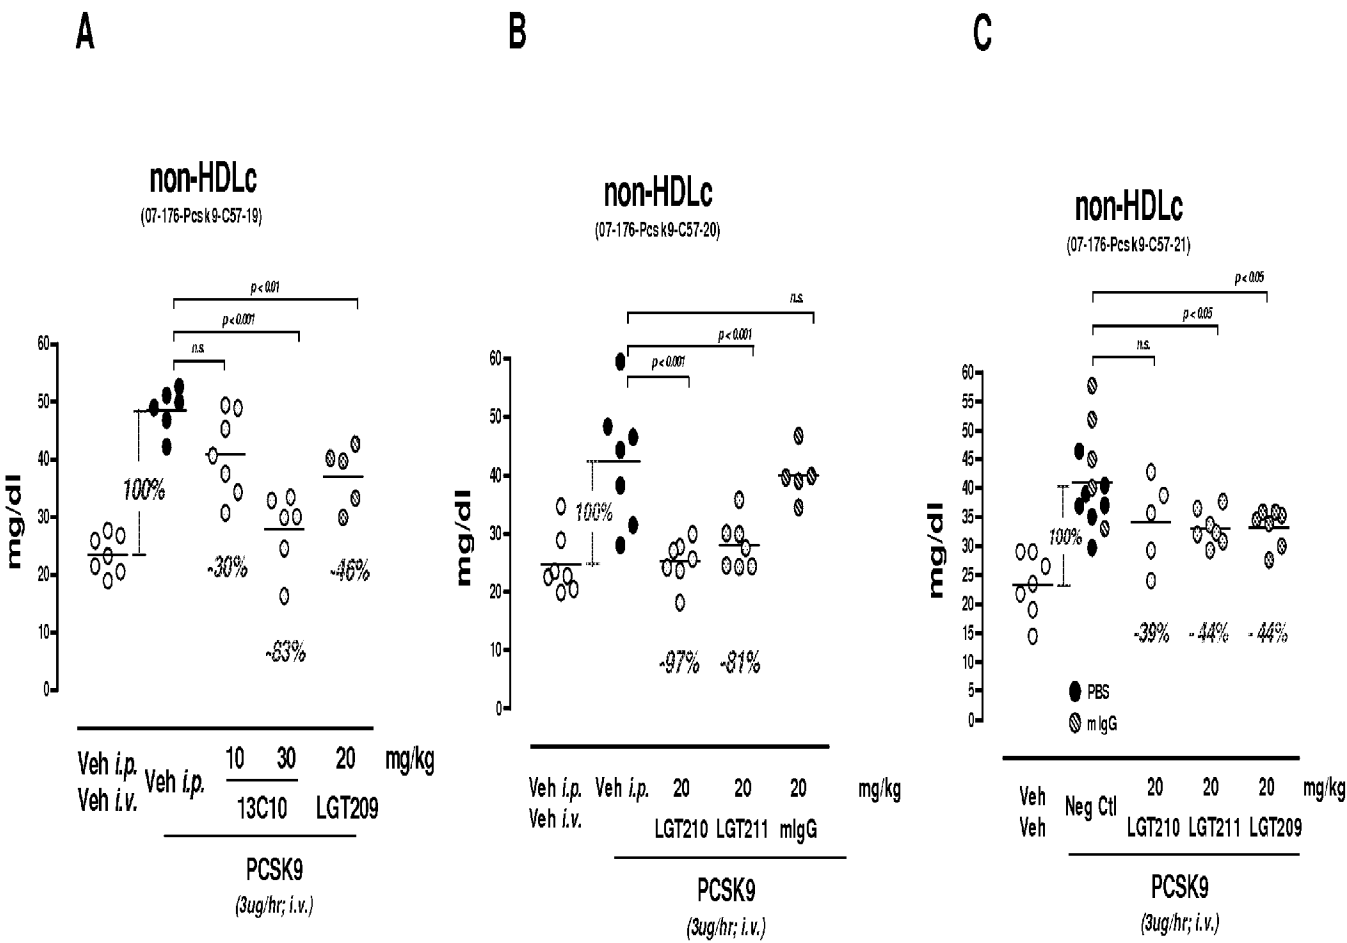 A
non-HDLc
(07-176-Pcsk9-C57-19)
p < 0.01
p < 0.001
n.s.
60
50
40
30
20
10
0
mg/dl
100%
-30%
-83%
-46%
Veh i.p.
Veh i.v.
Veh i.p.
10 30 20 mg/kg
13C10 LGT209
PCSK9
(3ug/hr; i.v.)
B
non-HDLc
(07-176-Pcsk9-C57-20)
n.s.
p < 0.001
p < 0.001
60
50
40
30
20
10
0
mg/dl
100%
-97% -81%
Veh i.p. Veh i.p. 20 20 20 mg/kg
Veh i.v.
LGT210 LGT211 mIgG
PCSK9
(3ug/hr; i.v.)
C
non-HDLc
(07-176-Pcsk9-C57-21)
p < 0.05
p < 0.05
n.s.
60
55
50
45
40
35
30
25
20
15
10
5
0
mg/dl
100%
-39% -44% -44%
PBS
mIgG
Veh
Veh
Neg Ctl
20 20 20 mg/kg
LGT210 LGT211 LGT209
PCSK9
(3ug/hr; i.v.)